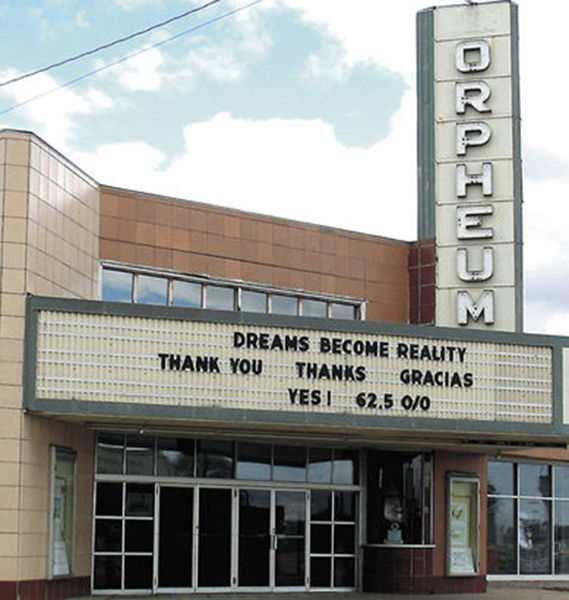 ORPHEUM
DREAMS BECOME REALITY
THANK YOU THANKS GRACIAS
YES! 62.5 0/0